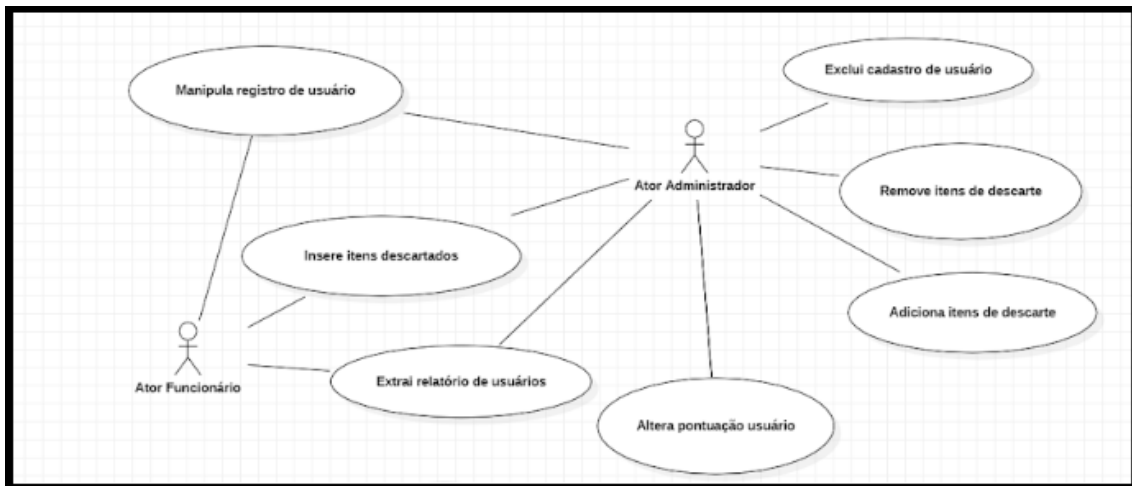 Exclui cadastro de usuário
Manipula registro de usuário
Ator Administrador
Remove itens de descarte
Insere itens descartados
Adiciona itens de descarte
Ator Funcionário
Extrai relatório de usuários
Altera pontuação usuário